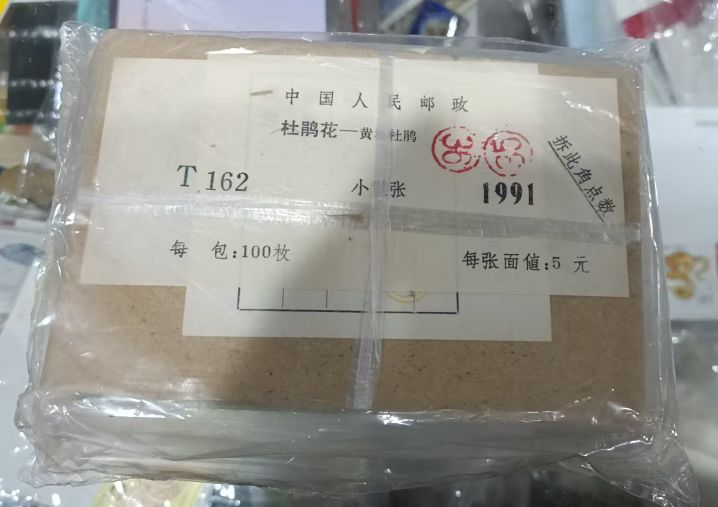 中国人民邮政
杜鹃花—黄 杜鹃
T 162 小 张 1991
每 包:100枚 每张面值:5 元
拆此角点数